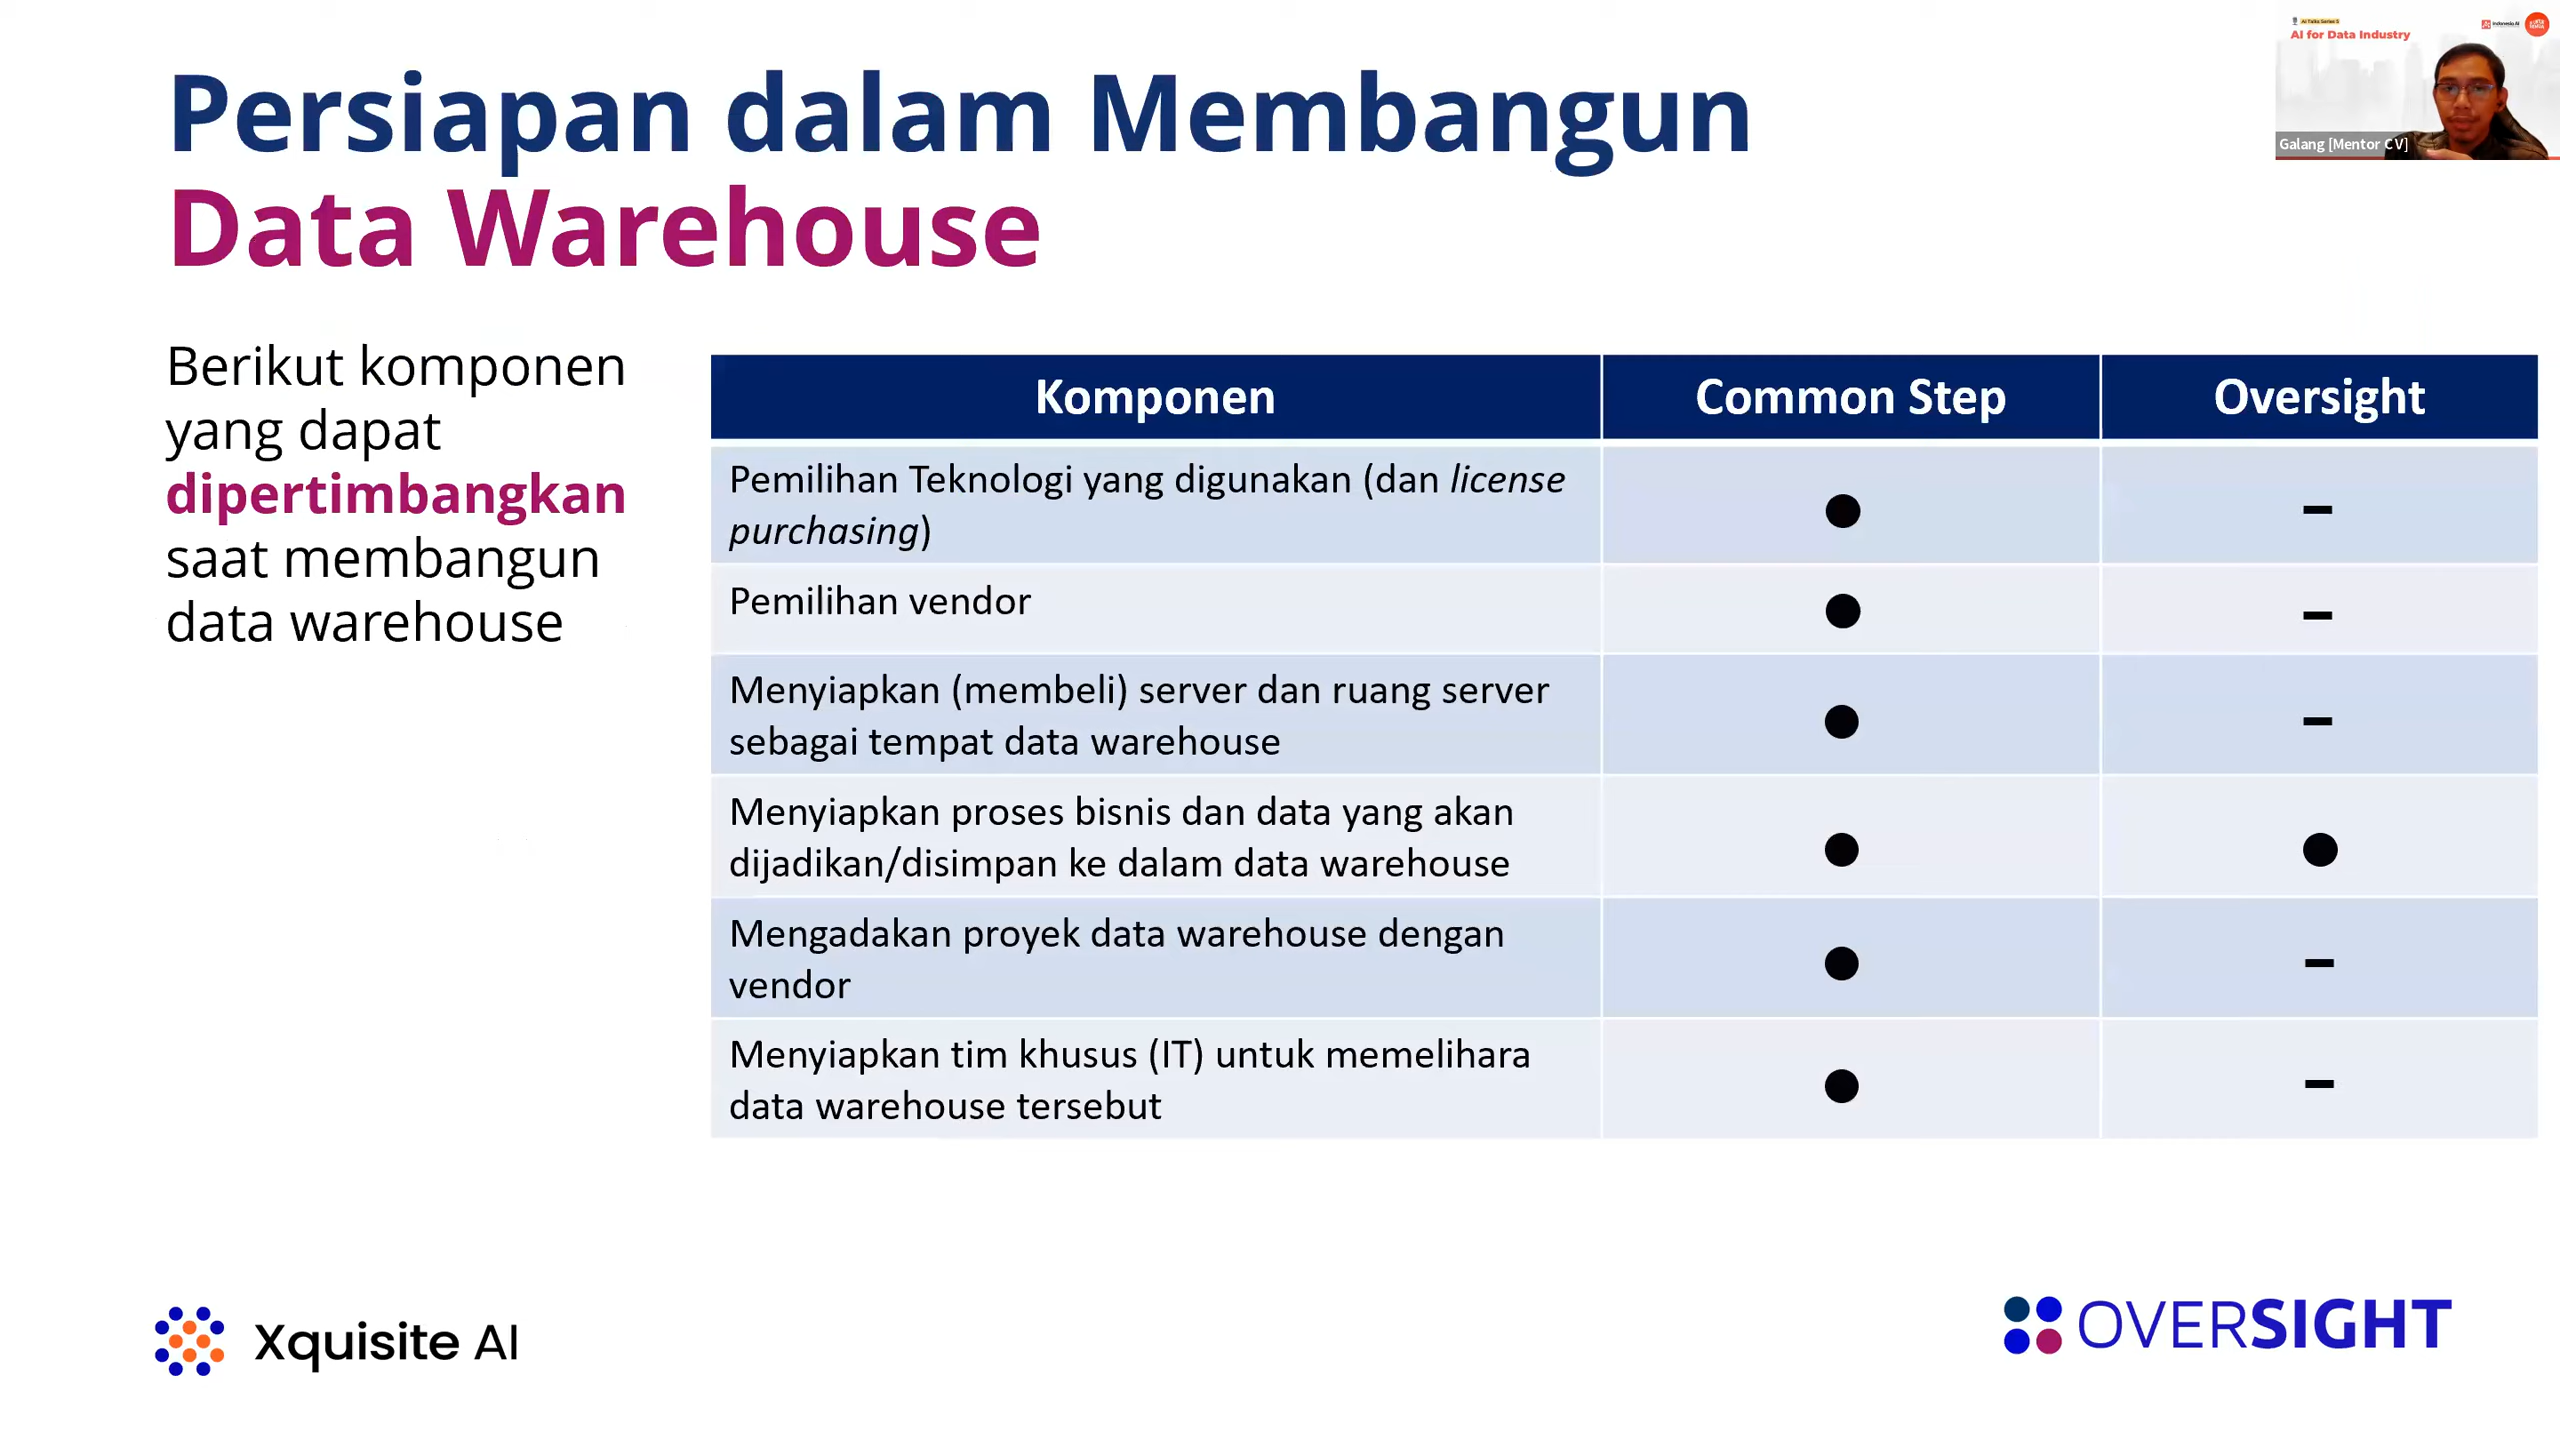 AI Talks Series 5
AI for Data Industry
Indonesia AI
Galang [Mentor CV]
Persiapan dalam Membangun
Data Warehouse
Berikut komponen
yang dapat
dipertimbangkan
saat membangun
data warehouse
Komponen Common Step Oversight
Pemilihan Teknologi yang digunakan (dan license
purchasing) ● –
Pemilihan vendor ● –
Menyiapkan (membeli) server dan ruang server
sebagai tempat data warehouse ● –
Menyiapkan proses bisnis dan data yang akan
dijadikan/disimpan ke dalam data warehouse ● ●
Mengadakan proyek data warehouse dengan
vendor ● –
Menyiapkan tim khusus (IT) untuk memelihara
data warehouse tersebut ● –
Xquisite AI
OVERSIGHT